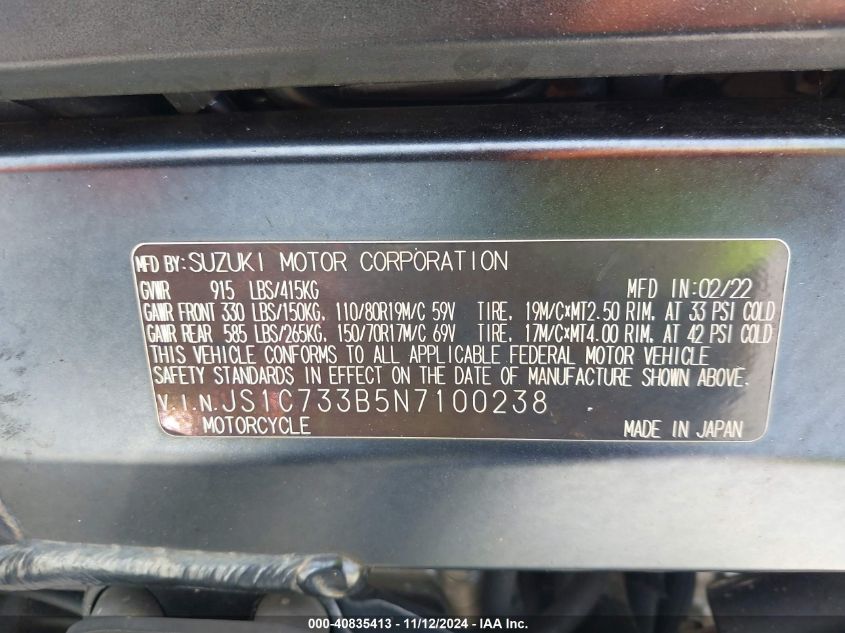 MFD BY: SUZUKI MOTOR CORPORATION
GVWR 915 LBS/415KG MFD IN:02/22
GAWR FRONT 330 LBS/150KG, 110/80R19M/C 59V TIRE, 19M/C×MT2.50 RIM, AT 33 PSI COLD
GAWR REAR 585 LBS/265KG, 150/70R17M/C 69V TIRE, 17M/C×MT4.00 RIM, AT 42 PSI COLD
THIS VEHICLE CONFORMS TO ALL APPLICABLE FEDERAL MOTOR VEHICLE
SAFETY STANDARDS IN EFFECT ON THE DATE OF MANUFACTURE SHOWN ABOVE.
V.I.N. JS1C733B5N7100238
MOTORCYCLE MADE IN JAPAN
000-40835413 - 11/12/2024 - IAA Inc.